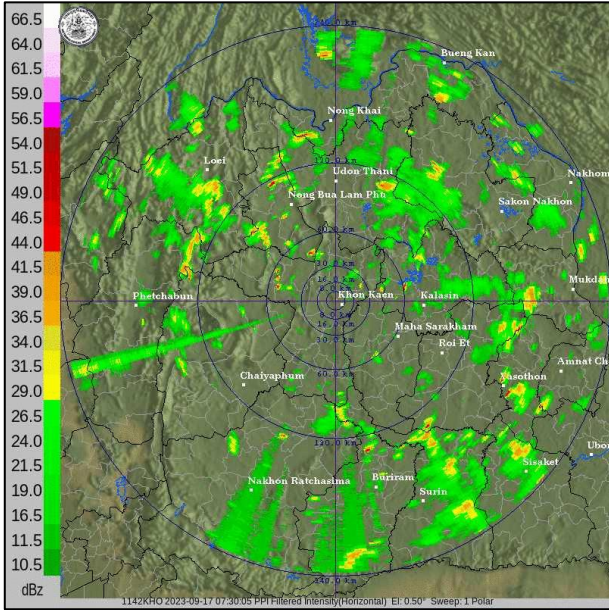 66.5
64.0
61.5
59.0
56.5
54.0
51.5
49.0
46.5
44.0
41.5
39.0
36.5
34.0
31.5
29.0
26.5
24.0
21.5
19.0
16.5
13.0
10.5
dBz
Bueng Kan
Nong Khai
Loei
Udon Thani
Nakhom
Nong Bua Lam Phu
Sakon Nakhon
Phetchabun
Khon Kaen
Kalasin
Mukdan
Maha Sarakham
Roi Et
Amnat Ch
Chaiyaphum
Yasothon
120.0 km
Ubon
Sisaket
Nakhon Ratchasima
Buriram
Surin
240.0 km
1142KHO 2023-09-17 07:30:05 PPI Filtered Intensity(Horizontal) El: 0.50° Sweep: 1 Polar